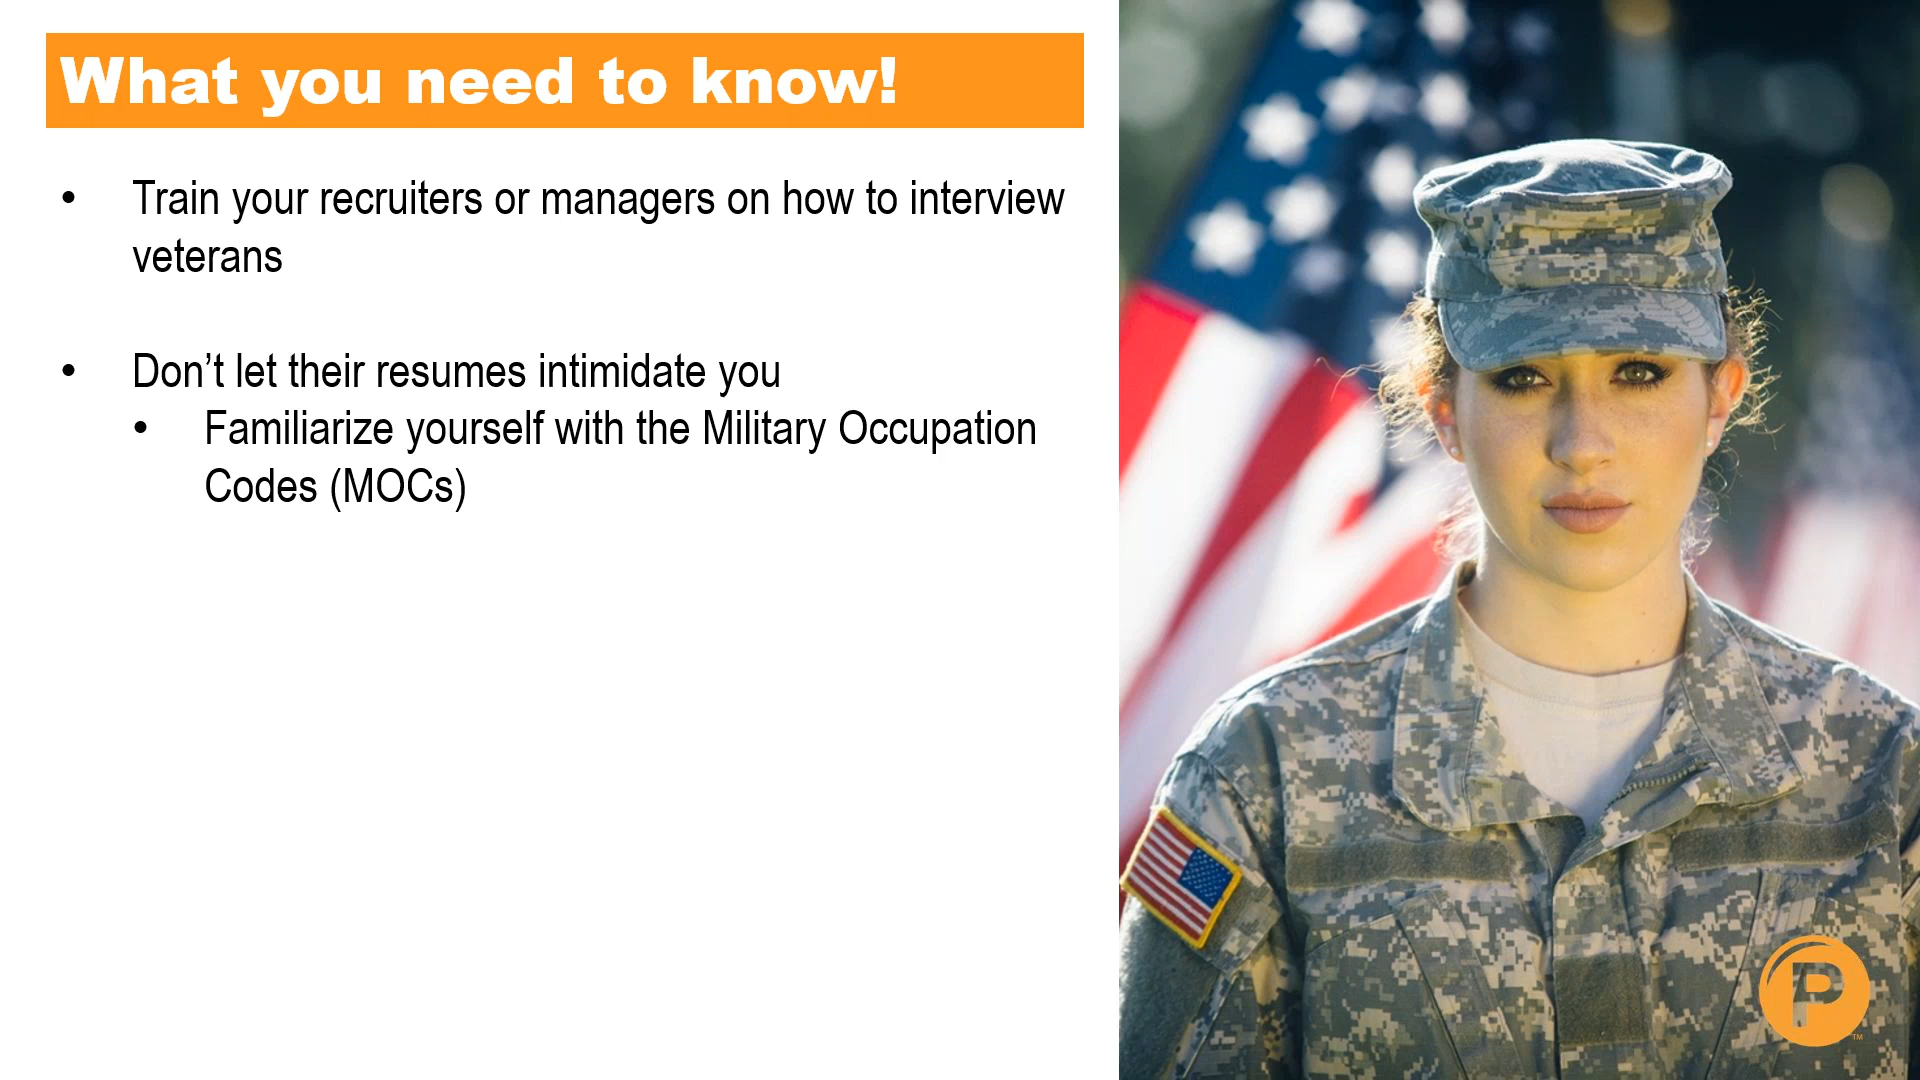 What you need to know!
• Train your recruiters or managers on how to interview
veterans
• Don’t let their resumes intimidate you
• Familiarize yourself with the Military Occupation
Codes (MOCs)
P
TM